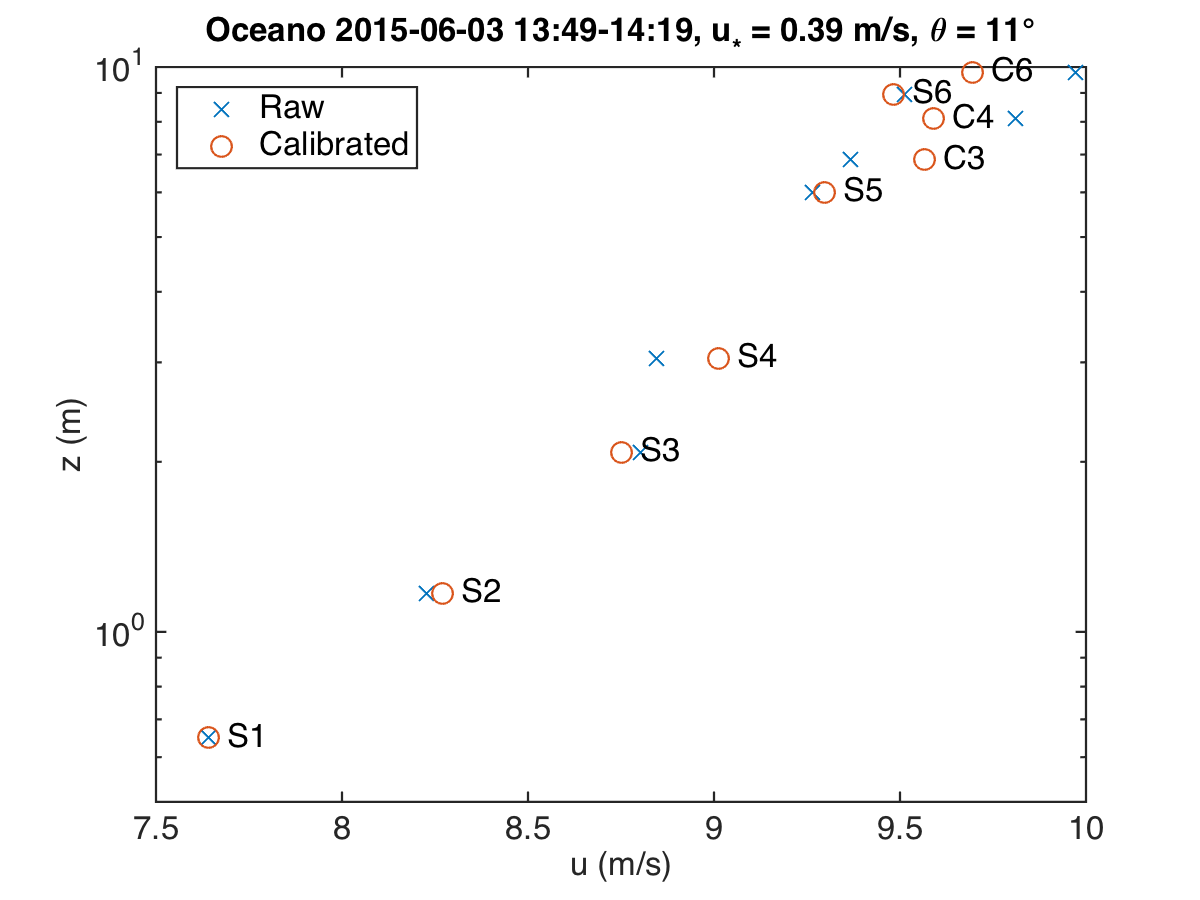 Oceano 2015-06-03 13:49-14:19, u* = 0.39 m/s, θ = 11°
10¹
Raw
Calibrated
C6
S6
C4
C3
S5
S4
S3
z (m)
S2
10⁰
S1
7.5 8 8.5 9 9.5 10
u (m/s)